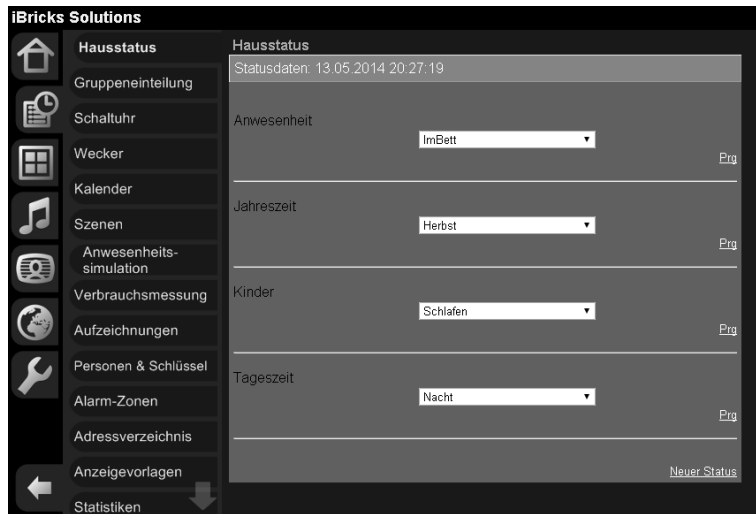 iBricks Solutions
Hausstatus
Gruppeneinteilung
Schaltuhr
Wecker
Kalender
Szenen
Anwesenheits-
simulation
Verbrauchsmessung
Aufzeichnungen
Personen & Schlüssel
Alarm-Zonen
Adressverzeichnis
Anzeigevorlagen
Statistiken
Hausstatus
Statusdaten: 13.05.2014 20:27:19
Anwesenheit
ImBett
Prg
Jahreszeit
Herbst
Prg
Kinder
Schlafen
Prg
Tageszeit
Nacht
Prg
Neuer Status